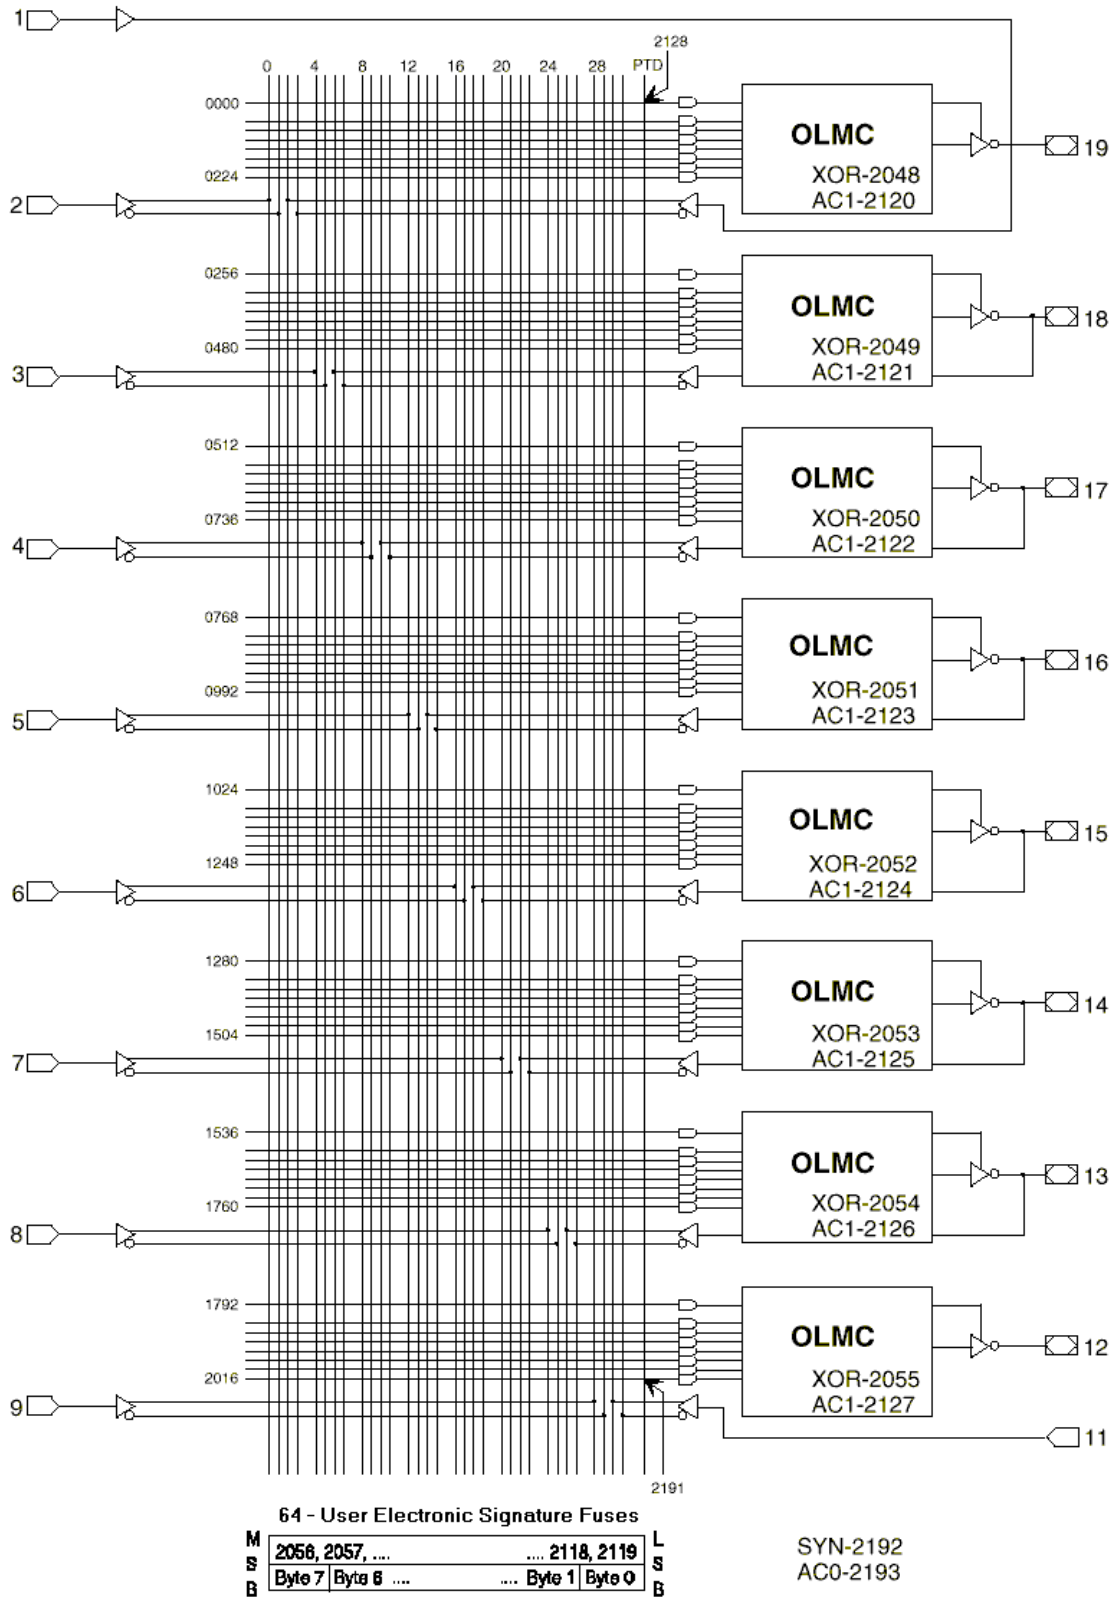 1
2128
0 4 8 12 16 20 24 28 PTD
0000
OLMC
19
0224
XOR-2048
2
AC1-2120
0256
OLMC
18
0480
XOR-2049
3
AC1-2121
0512
OLMC
17
0736
XOR-2050
4
AC1-2122
0768
OLMC
16
0992
XOR-2051
5
AC1-2123
1024
OLMC
15
1248
XOR-2052
6
AC1-2124
1280
OLMC
14
1504
XOR-2053
7
AC1-2125
1536
OLMC
13
1760
XOR-2054
8
AC1-2126
1792
OLMC
12
2016
XOR-2055
9
AC1-2127
11
2191
64 - User Electronic Signature Fuses
MSB
2056, 2057, .... .... 2118, 2119
Byte 7 Byte 6 .... .... Byte 1 Byte 0
LSB
SYN-2192
AC0-2193